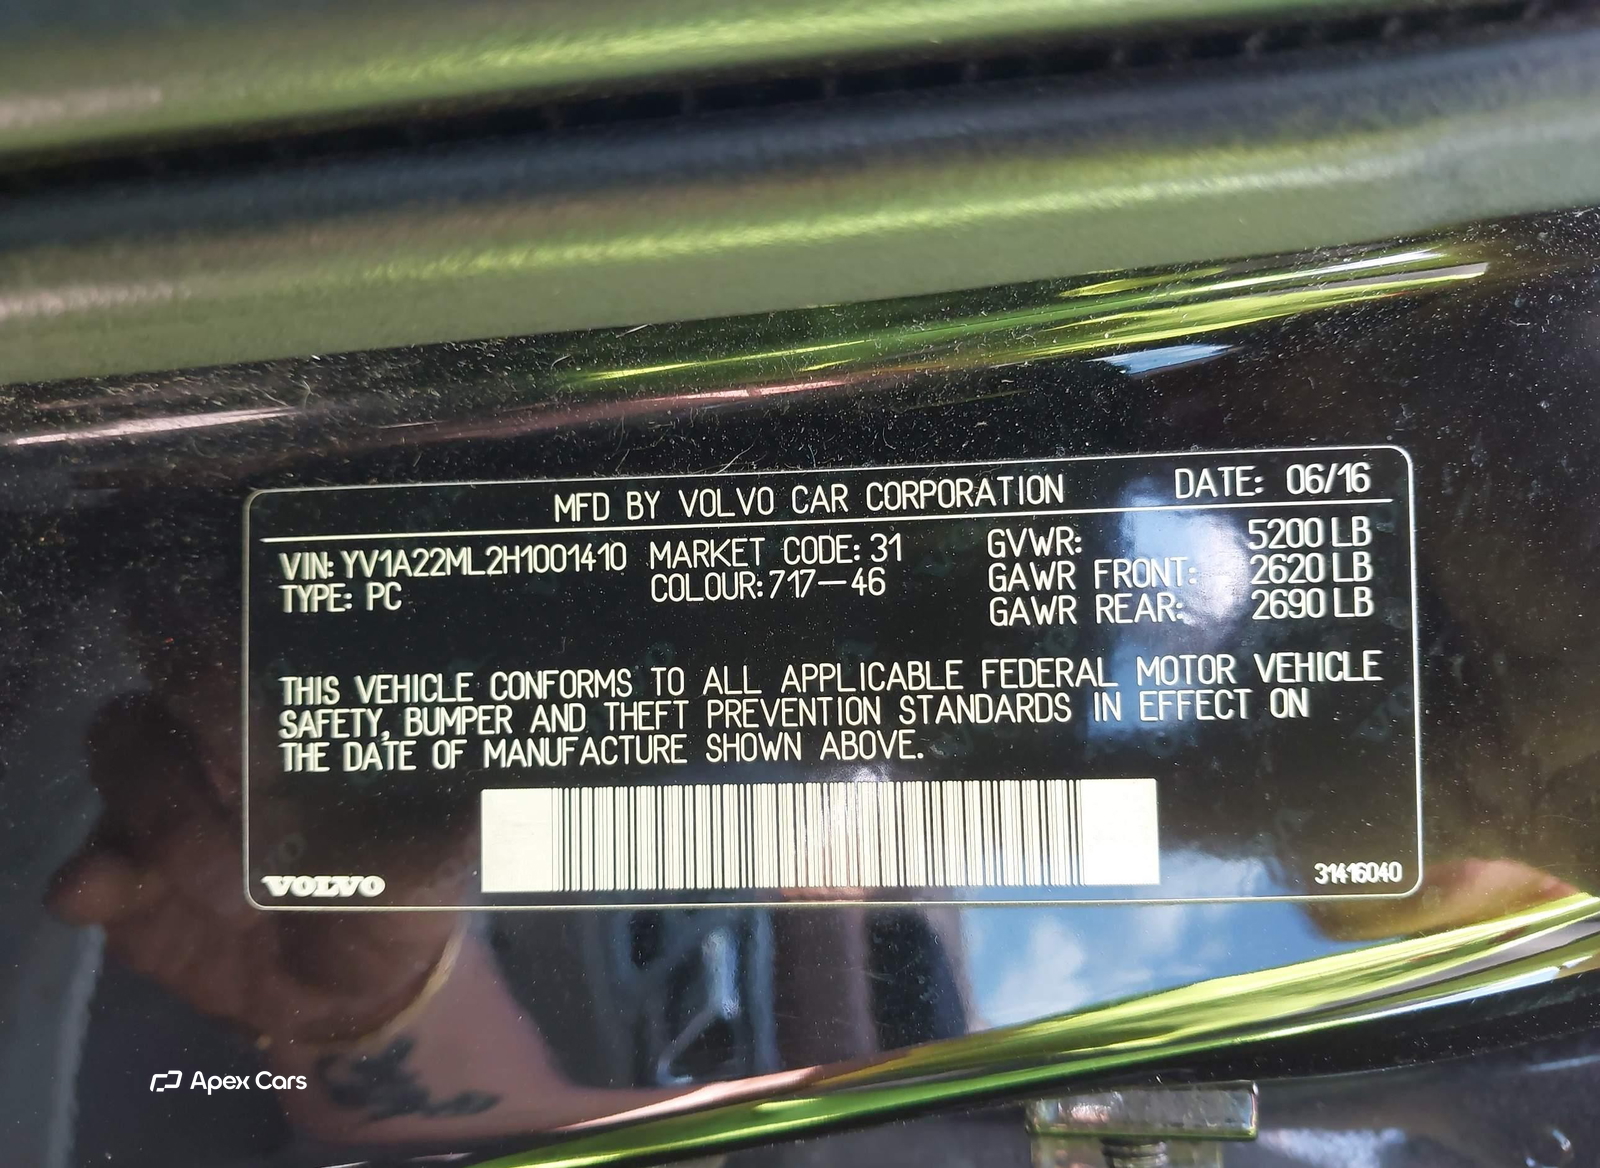 MFD BY VOLVO CAR CORPORATION DATE: 06/16
VIN: YV1A22ML2H1001410 MARKET CODE: 31 GVWR: 5200 LB
TYPE: PC COLOUR: 717-46 GAWR FRONT: 2620 LB
GAWR REAR: 2690 LB
THIS VEHICLE CONFORMS TO ALL APPLICABLE FEDERAL MOTOR VEHICLE
SAFETY, BUMPER AND THEFT PREVENTION STANDARDS IN EFFECT ON
THE DATE OF MANUFACTURE SHOWN ABOVE.
VOLVO 31416040
Apex Cars